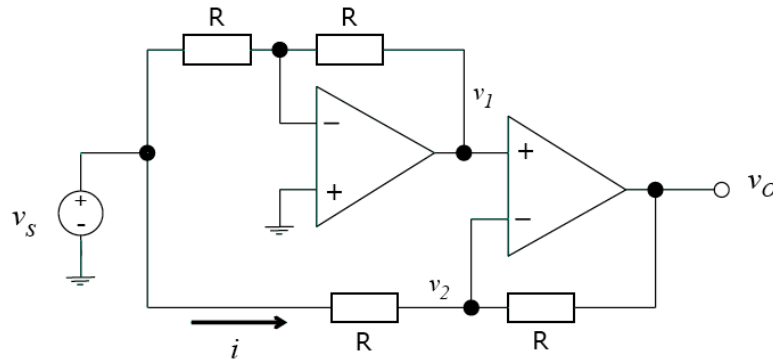 R R
v1
− +
+ −
vs + -
vO
v2
R R
i